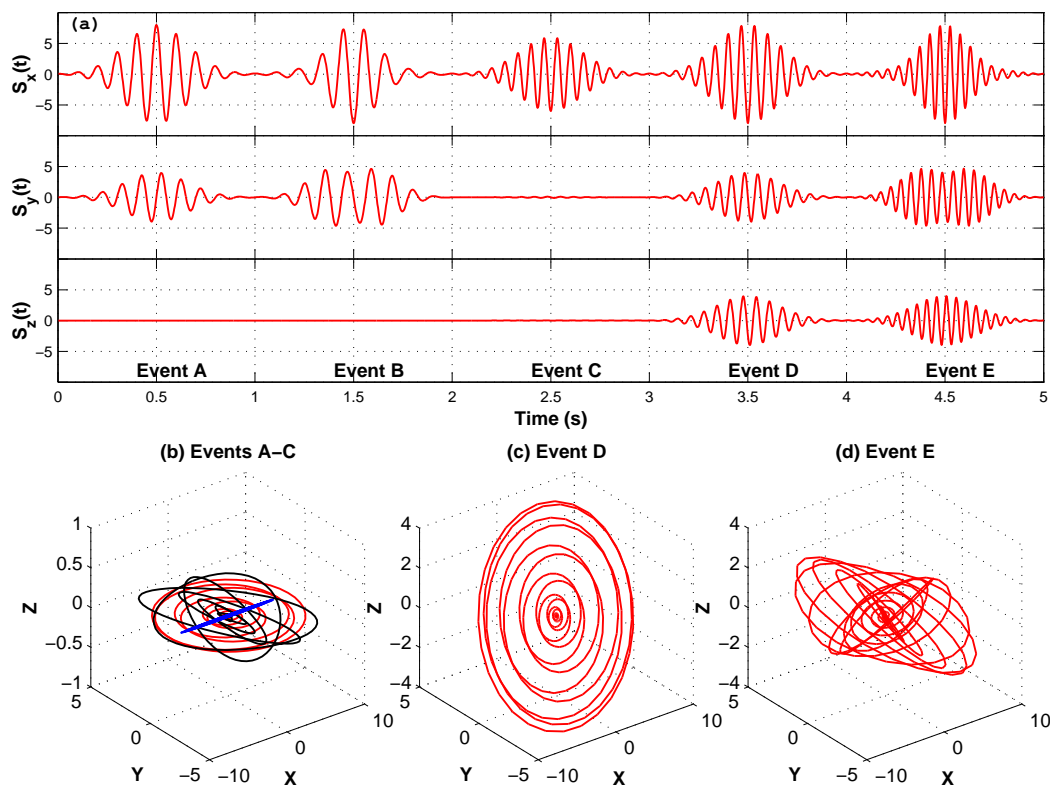 (a)
5
0
−5
S_x(t)
5
0
−5
S_y(t)
5
0
−5
S_z(t)
Event A Event B Event C Event D Event E
0 0.5 1 1.5 2 2.5 3 3.5 4 4.5 5
Time (s)
(b) Events A−C
1
0.5
0
−0.5
−1
Z
5
0
−5
Y
−10
0
10
X
(c) Event D
4
2
0
−2
−4
Z
5
0
−5
Y
−10
0
10
X
(d) Event E
4
2
0
−2
−4
Z
5
0
−5
Y
−10
0
10
X